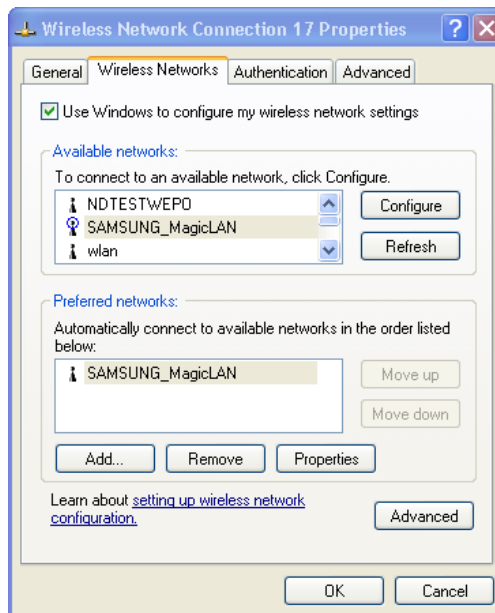 Wireless Network Connection 17 Properties
General Wireless Networks Authentication Advanced
Use Windows to configure my wireless network settings
Available networks:
To connect to an available network, click Configure.
NDTESTWEP0
SAMSUNG_MagicLAN
wlan
Configure
Refresh
Preferred networks:
Automatically connect to available networks in the order listed
below:
SAMSUNG_MagicLAN
Move up
Move down
Add... Remove Properties
Learn about setting up wireless network
configuration.
Advanced
OK Cancel